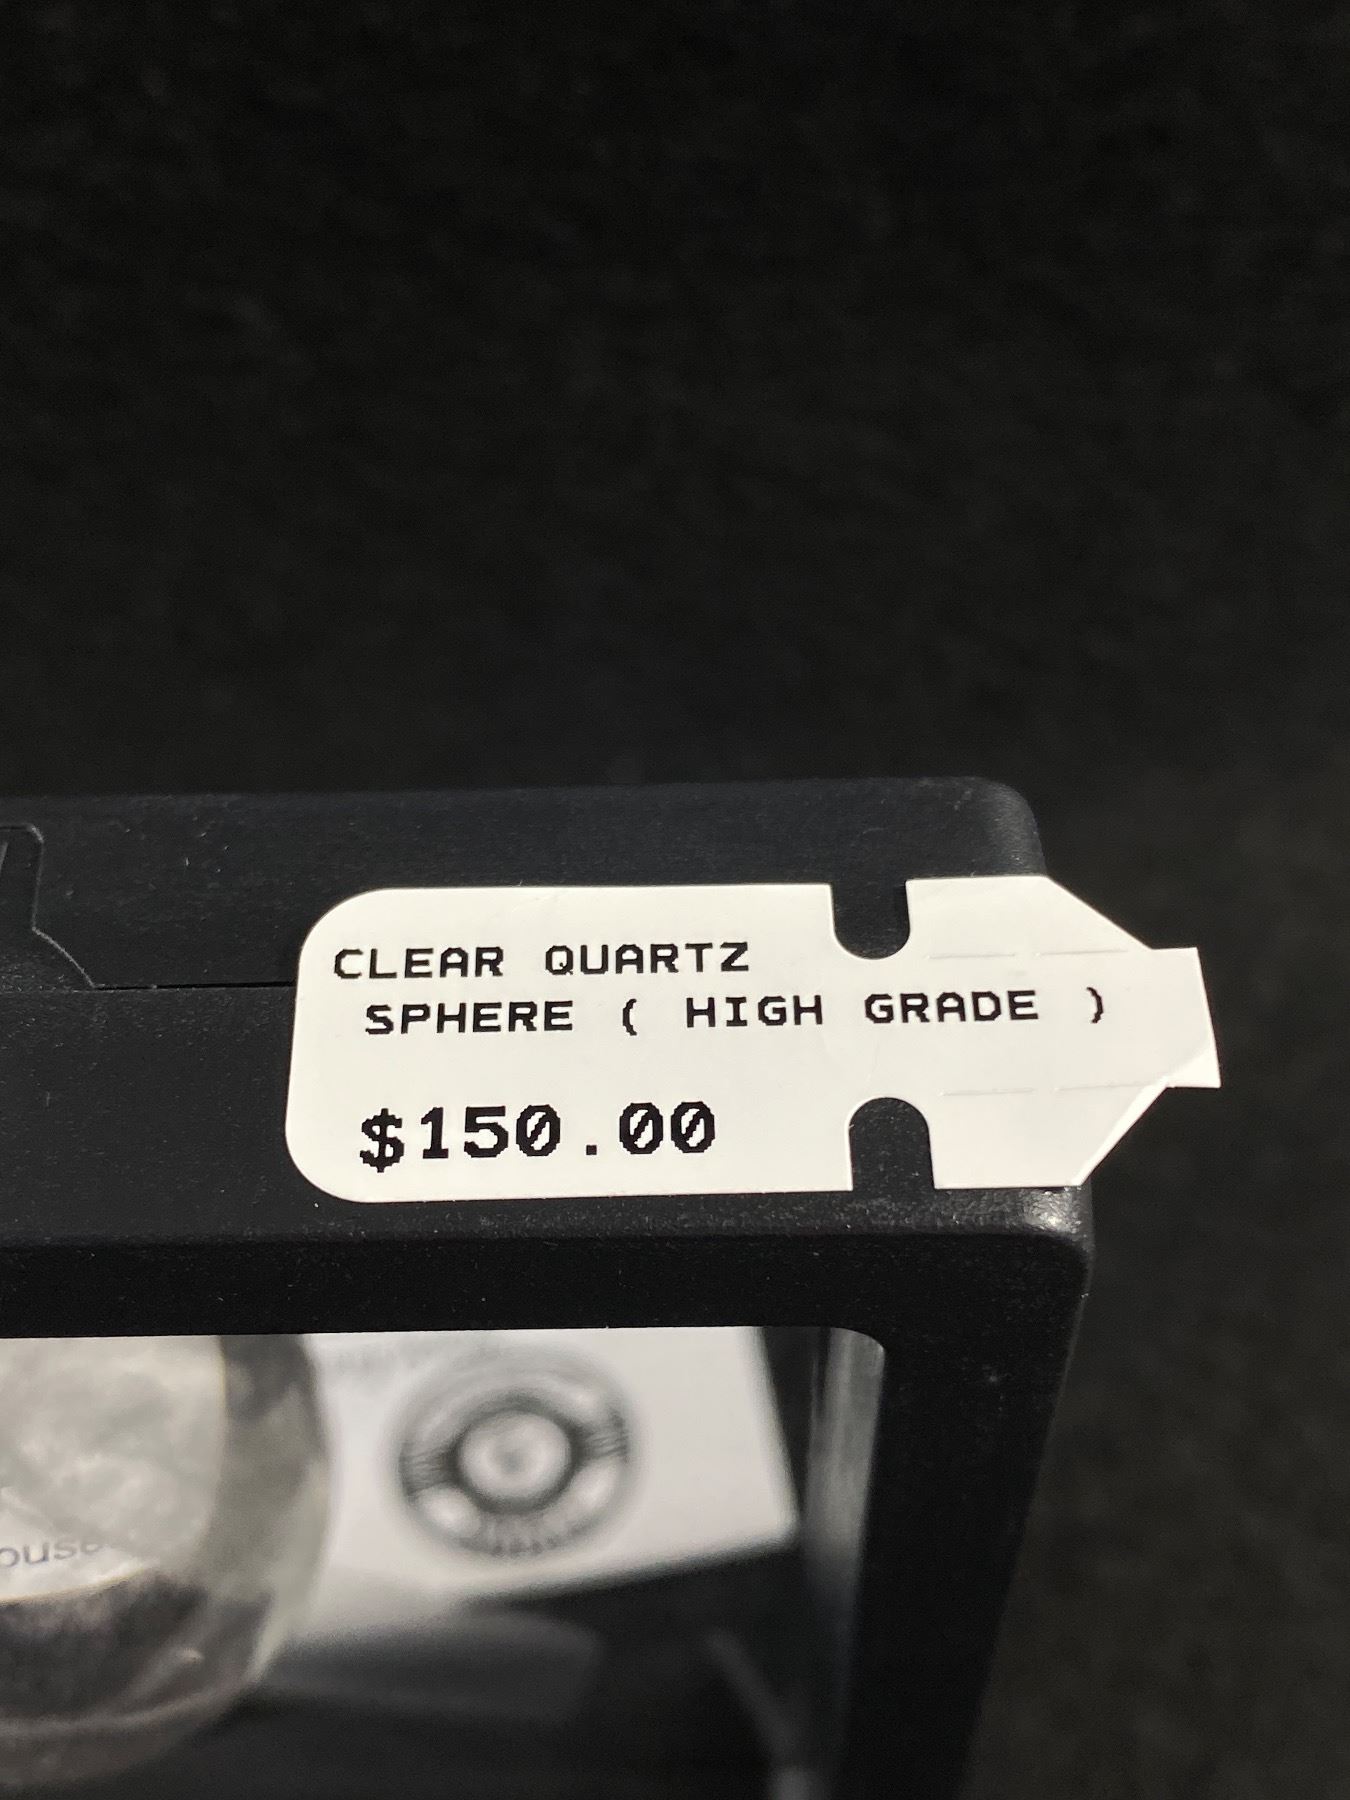 CLEAR QUARTZ
SPHERE ( HIGH GRADE )
$150.00